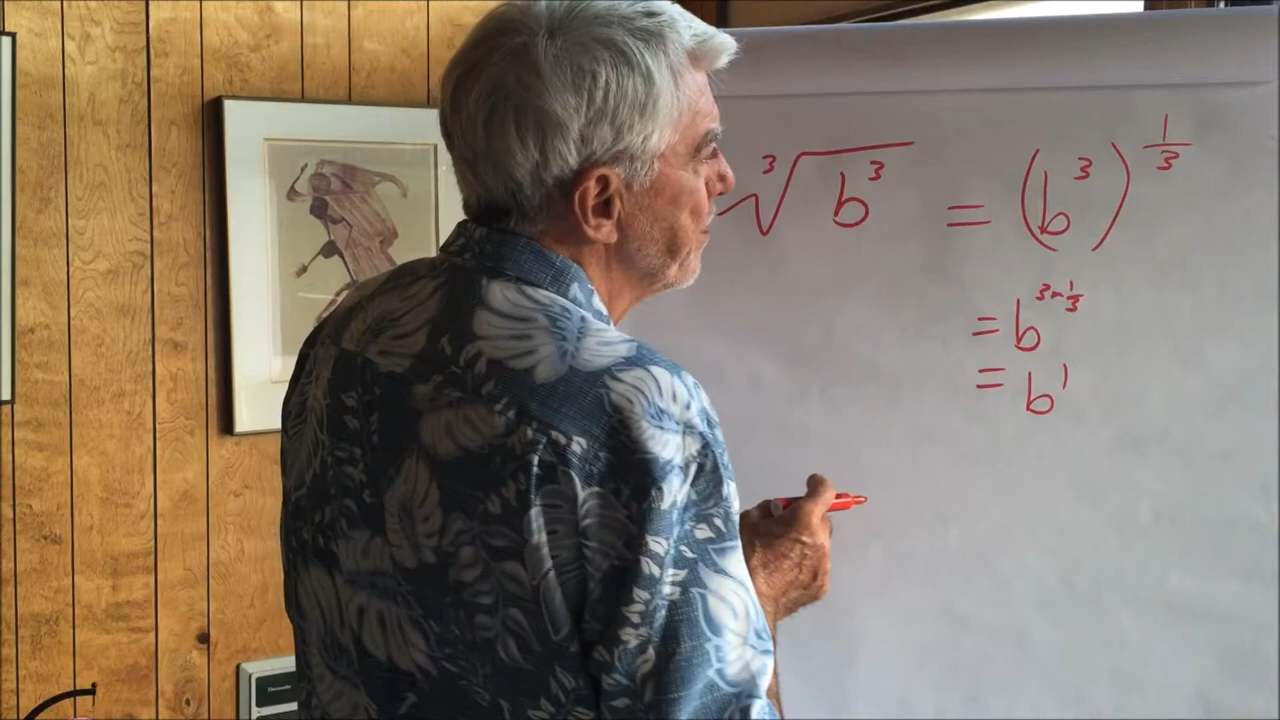 ∛b³ = (b³)^(1/3)
= b^(3×1/3)
= b¹